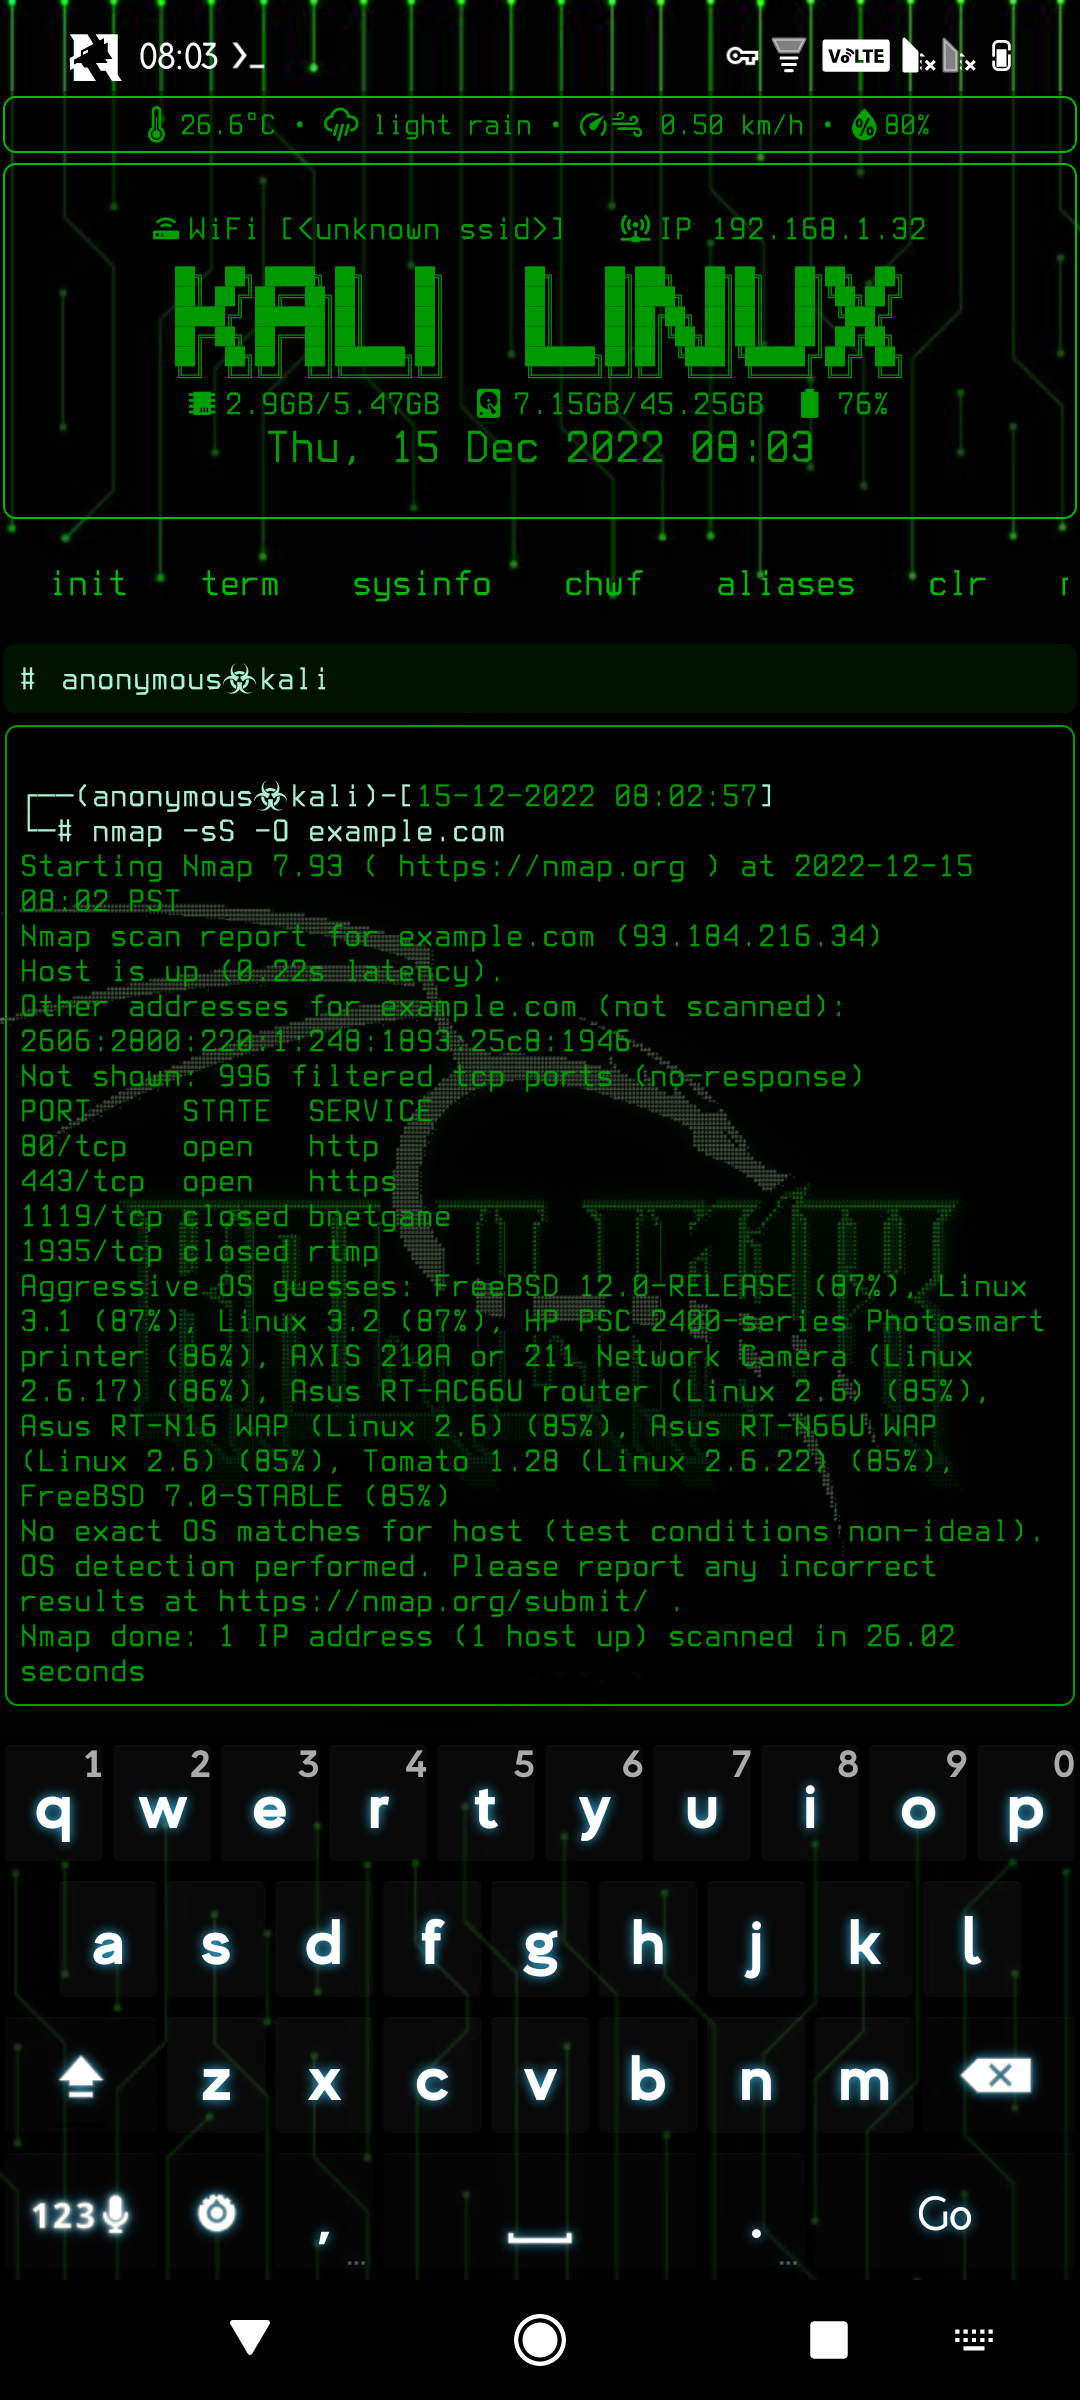 08:03
VoLTE
26.6°C • light rain • 0.50 km/h • 80%
WiFi [<unknown ssid>] IP 192.168.1.32
KALI LINUX
2.9GB/5.47GB 7.15GB/45.25GB 76%
Thu, 15 Dec 2022 08:03
init term sysinfo chwf aliases clr
# anonymous☣kali
┌──(anonymous☣kali)-[15-12-2022 08:02:57]
└─# nmap -sS -O example.com
Starting Nmap 7.93 ( https://nmap.org ) at 2022-12-15
08:02 PST
Nmap scan report for example.com (93.184.216.34)
Host is up (0.22s latency).
Other addresses for example.com (not scanned):
2606:2800:220:1:248:1893:25c8:1946
Not shown: 996 filtered tcp ports (no-response)
PORT STATE SERVICE
80/tcp open http
443/tcp open https
1119/tcp closed bnetgame
1935/tcp closed rtmp
Aggressive OS guesses: FreeBSD 12.0-RELEASE (87%), Linux
3.1 (87%), Linux 3.2 (87%), HP PSC 2400-series Photosmart
printer (86%), AXIS 210A or 211 Network Camera (Linux
2.6.17) (86%), Asus RT-AC66U router (Linux 2.6) (85%),
Asus RT-N16 WAP (Linux 2.6) (85%), Asus RT-N66U WAP
(Linux 2.6) (85%), Tomato 1.28 (Linux 2.6.22) (85%),
FreeBSD 7.0-STABLE (85%)
No exact OS matches for host (test conditions non-ideal).
OS detection performed. Please report any incorrect
results at https://nmap.org/submit/ .
Nmap done: 1 IP address (1 host up) scanned in 26.02
seconds
1 2 3 4 5 6 7 8 9 0
q w e r t y u i o p
a s d f g h j k l
z x c v b n m
123 , . Go